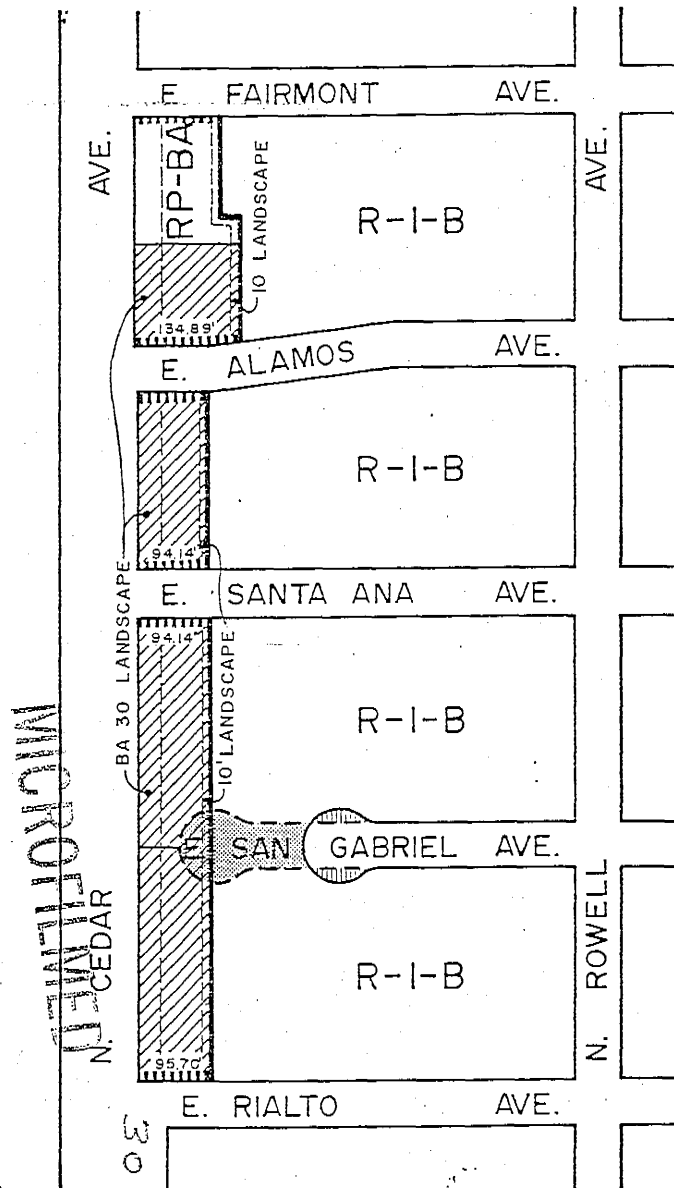 E. FAIRMONT AVE.
AVE.
AVE.
RP-BA
10 LANDSCAPE
R-1-B
134.89'
E. ALAMOS AVE.
R-1-B
94.14'
BA 30 LANDSCAPE
E. SANTA ANA AVE.
94.14'
10' LANDSCAPE
R-1-B
MICROFILMED
E. SAN GABRIEL AVE.
N. CEDAR
R-1-B
N. ROWELL
95.70'
E. RIALTO AVE.
30